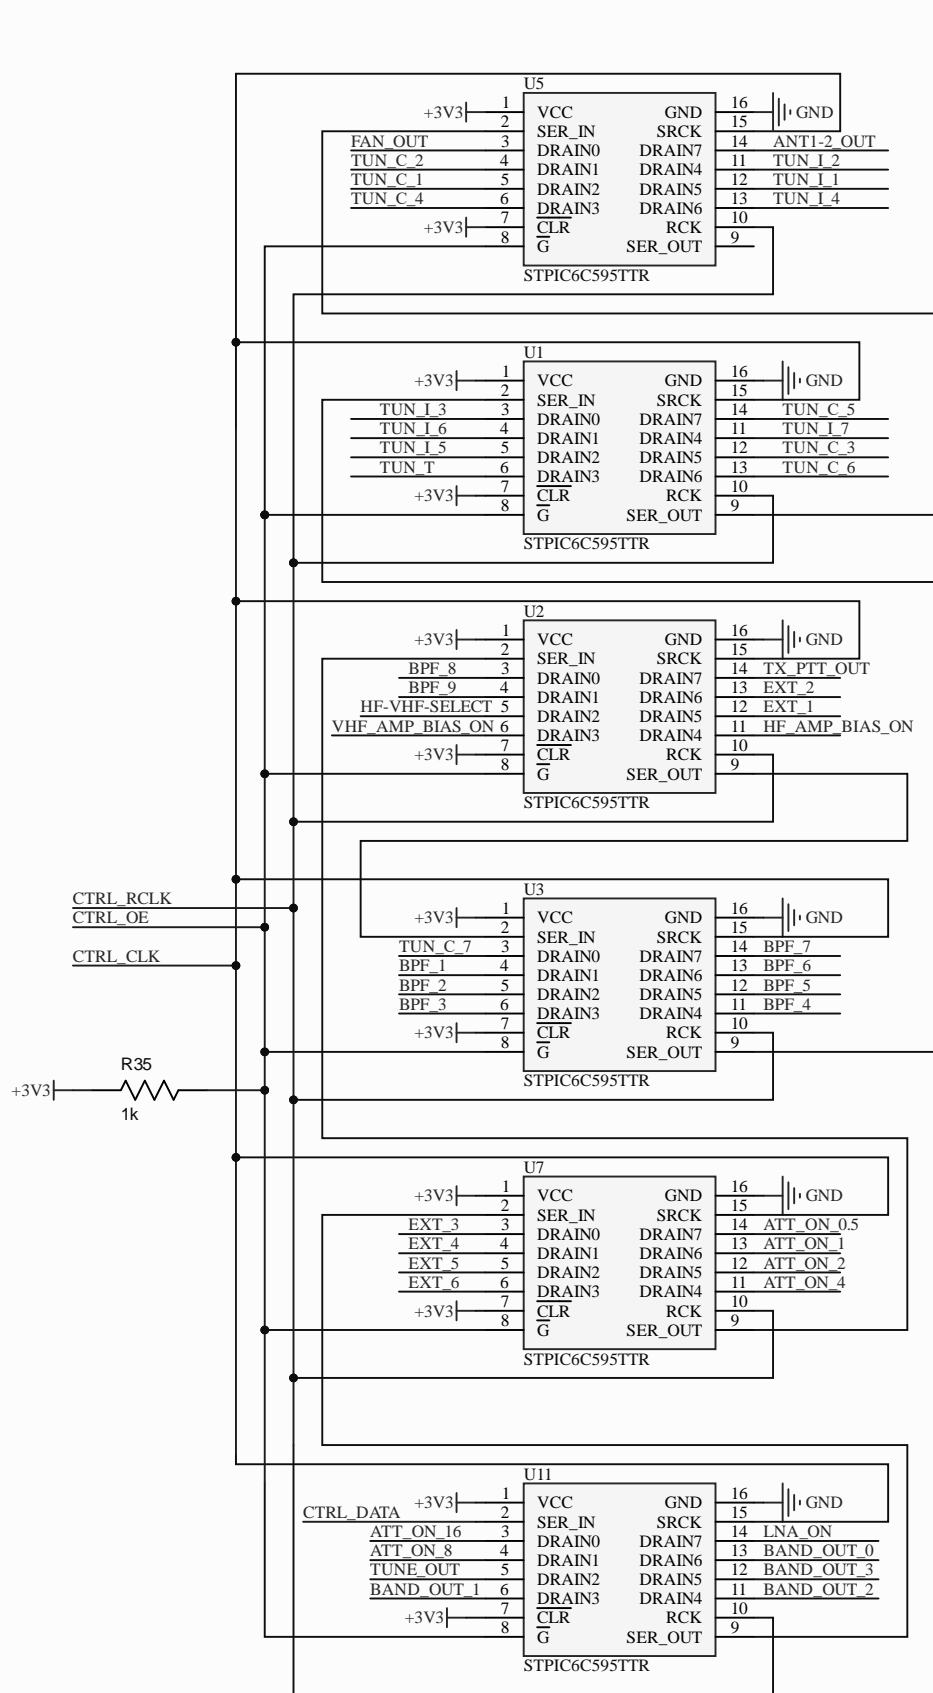 U5
+3V3 1 VCC GND 16 GND
2 SER_IN SRCK 15
FAN_OUT 3 DRAIN0 DRAIN7 14 ANT1-2_OUT
TUN_C_2 4 DRAIN1 DRAIN4 11 TUN_I_2
TUN_C_1 5 DRAIN2 DRAIN5 12 TUN_I_1
TUN_C_4 6 DRAIN3 DRAIN6 13 TUN_I_4
+3V3 7 CLR RCK 10
8 G SER_OUT 9
STPIC6C595TTR
U1
+3V3 1 VCC GND 16 GND
2 SER_IN SRCK 15
TUN_I_3 3 DRAIN0 DRAIN7 14 TUN_C_5
TUN_I_6 4 DRAIN1 DRAIN4 11 TUN_I_7
TUN_I_5 5 DRAIN2 DRAIN5 12 TUN_C_3
TUN_T 6 DRAIN3 DRAIN6 13 TUN_C_6
+3V3 7 CLR RCK 10
8 G SER_OUT 9
STPIC6C595TTR
U2
+3V3 1 VCC GND 16 GND
2 SER_IN SRCK 15
BPF_8 3 DRAIN0 DRAIN7 14 TX_PTT_OUT
BPF_9 4 DRAIN1 DRAIN6 13 EXT_2
HF-VHF-SELECT 5 DRAIN2 DRAIN5 12 EXT_1
VHF_AMP_BIAS_ON 6 DRAIN3 DRAIN4 11 HF_AMP_BIAS_ON
+3V3 7 CLR RCK 10
8 G SER_OUT 9
STPIC6C595TTR
CTRL_RCLK
CTRL_OE
CTRL_CLK
U3
+3V3 1 VCC GND 16 GND
2 SER_IN SRCK 15
TUN_C_7 3 DRAIN0 DRAIN7 14 BPF_7
BPF_1 4 DRAIN1 DRAIN6 13 BPF_6
BPF_2 5 DRAIN2 DRAIN5 12 BPF_5
BPF_3 6 DRAIN3 DRAIN4 11 BPF_4
+3V3 7 CLR RCK 10
8 G SER_OUT 9
STPIC6C595TTR
R35
+3V3
1k
U7
+3V3 1 VCC GND 16 GND
2 SER_IN SRCK 15
EXT_3 3 DRAIN0 DRAIN7 14 ATT_ON_0.5
EXT_4 4 DRAIN1 DRAIN6 13 ATT_ON_1
EXT_5 5 DRAIN2 DRAIN5 12 ATT_ON_2
EXT_6 6 DRAIN3 DRAIN4 11 ATT_ON_4
+3V3 7 CLR RCK 10
8 G SER_OUT 9
STPIC6C595TTR
U11
+3V3 1 VCC GND 16 GND
CTRL_DATA 2 SER_IN SRCK 15
ATT_ON_16 3 DRAIN0 DRAIN7 14 LNA_ON
ATT_ON_8 4 DRAIN1 DRAIN6 13 BAND_OUT_0
TUNE_OUT 5 DRAIN2 DRAIN5 12 BAND_OUT_3
BAND_OUT_1 6 DRAIN3 DRAIN4 11 BAND_OUT_2
+3V3 7 CLR RCK 10
8 G SER_OUT 9
STPIC6C595TTR